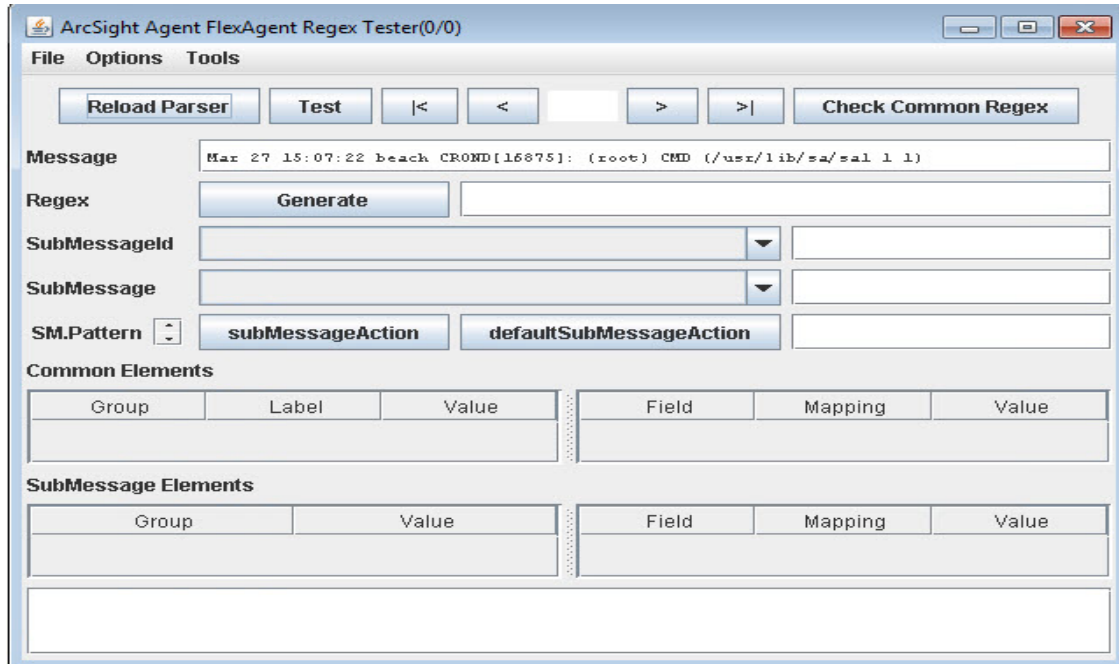 ArcSight Agent FlexAgent Regex Tester(0/0)
File Options Tools
Reload Parser Test |< < > >| Check Common Regex
Message Mar 27 15:07:22 beach CROND[16875]: (root) CMD (/usr/lib/sa/sa1 1 1)
Regex Generate
SubMessageId
SubMessage
SM.Pattern subMessageAction defaultSubMessageAction
Common Elements
Group Label Value Field Mapping Value
SubMessage Elements
Group Value Field Mapping Value